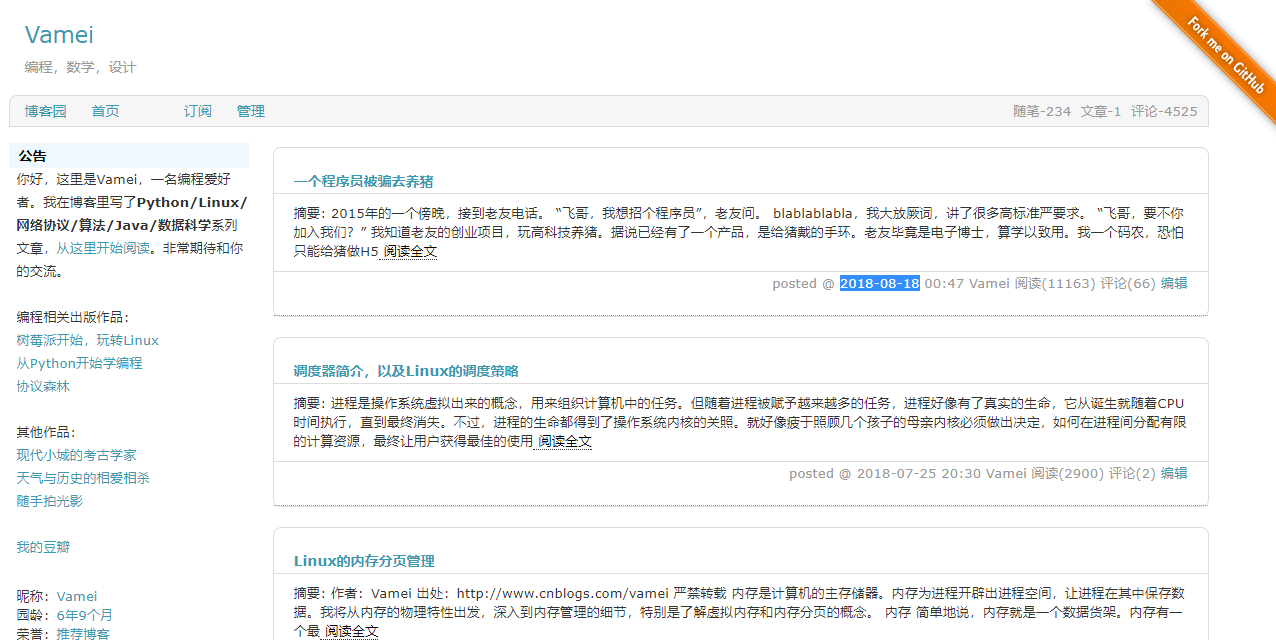 Vamei
编程，数学，设计
Fork me on GitHub
博客园 首页 订阅 管理
随笔-234 文章-1 评论-4525
公告
你好，这里是Vamei，一名编程爱好
者。我在博客里写了Python/Linux/
网络协议/算法/Java/数据科学系列
文章，从这里开始阅读。非常期待和你
的交流。
编程相关出版作品：
树莓派开始，玩转Linux
从Python开始学编程
协议森林
其他作品：
现代小城的考古学家
天气与历史的相爱相杀
随手拍光影
我的豆瓣
昵称：Vamei
园龄：6年9个月
荣誉：推荐博客
一个程序员被骗去养猪
摘要：2015年的一个傍晚，接到老友电话。 “飞哥，我想招个程序员”，老友问。 blablablabla，我大放厥词，讲了很多高标准严要求。 “飞哥，要不你
加入我们？” 我知道老友的创业项目，玩高科技养猪。据说已经有了一个产品，是给猪戴的手环。老友毕竟是电子博士，算学以致用。我一个码农，恐怕
只能给猪做H5 阅读全文
posted @ 2018-08-18 00:47 Vamei 阅读(11163) 评论(66) 编辑
调度器简介，以及Linux的调度策略
摘要：进程是操作系统虚拟出来的概念，用来组织计算机中的任务。但随着进程被赋予越来越多的任务，进程好像有了真实的生命，它从诞生就随着CPU
时间执行，直到最终消失。不过，进程的生命都得到了操作系统内核的关照。就好像疲于照顾几个孩子的母亲内核必须做出决定，如何在进程间分配有限
的计算资源，最终让用户获得最佳的使用 阅读全文
posted @ 2018-07-25 20:30 Vamei 阅读(2900) 评论(2) 编辑
Linux的内存分页管理
摘要：作者：Vamei 出处：http://www.cnblogs.com/vamei 严禁转载 内存是计算机的主存储器。内存为进程开辟出进程空间，让进程在其中保存数
据。我将从内存的物理特性出发，深入到内存管理的细节，特别是了解虚拟内存和内存分页的概念。 内存 简单地说，内存就是一个数据货架。内存有一
个最 阅读全文